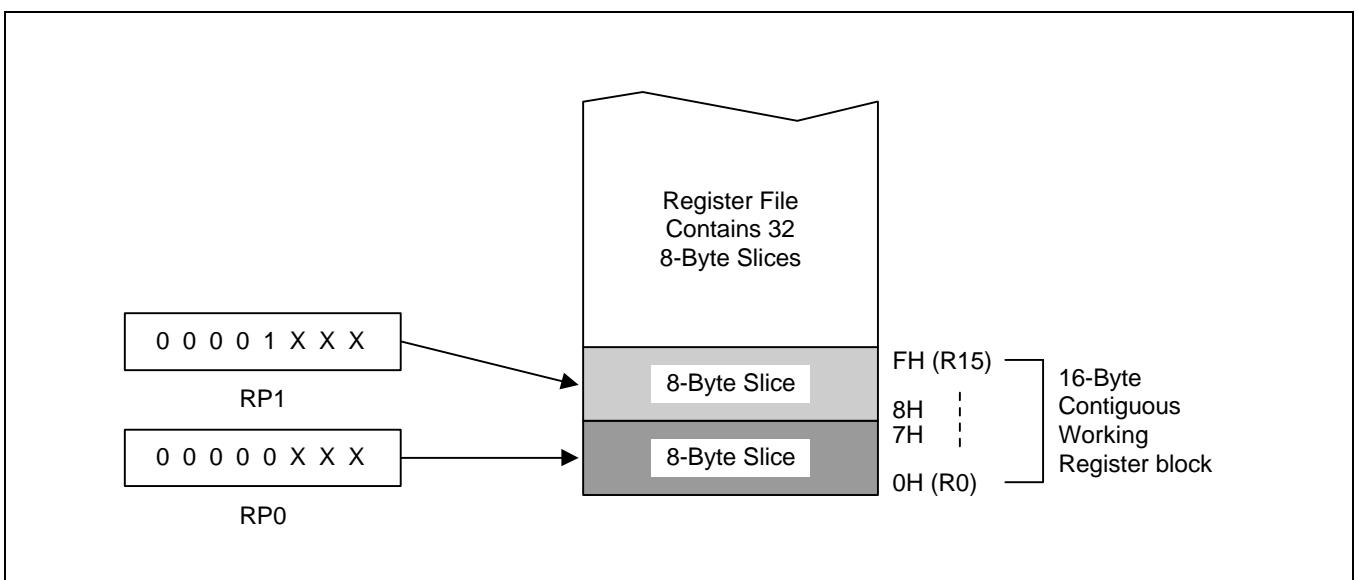 Register File
Contains 32
8-Byte Slices
0 0 0 0 1 X X X
RP1
0 0 0 0 0 X X X
RP0
8-Byte Slice
8-Byte Slice
FH (R15)
8H
7H
0H (R0)
16-Byte
Contiguous
Working
Register block